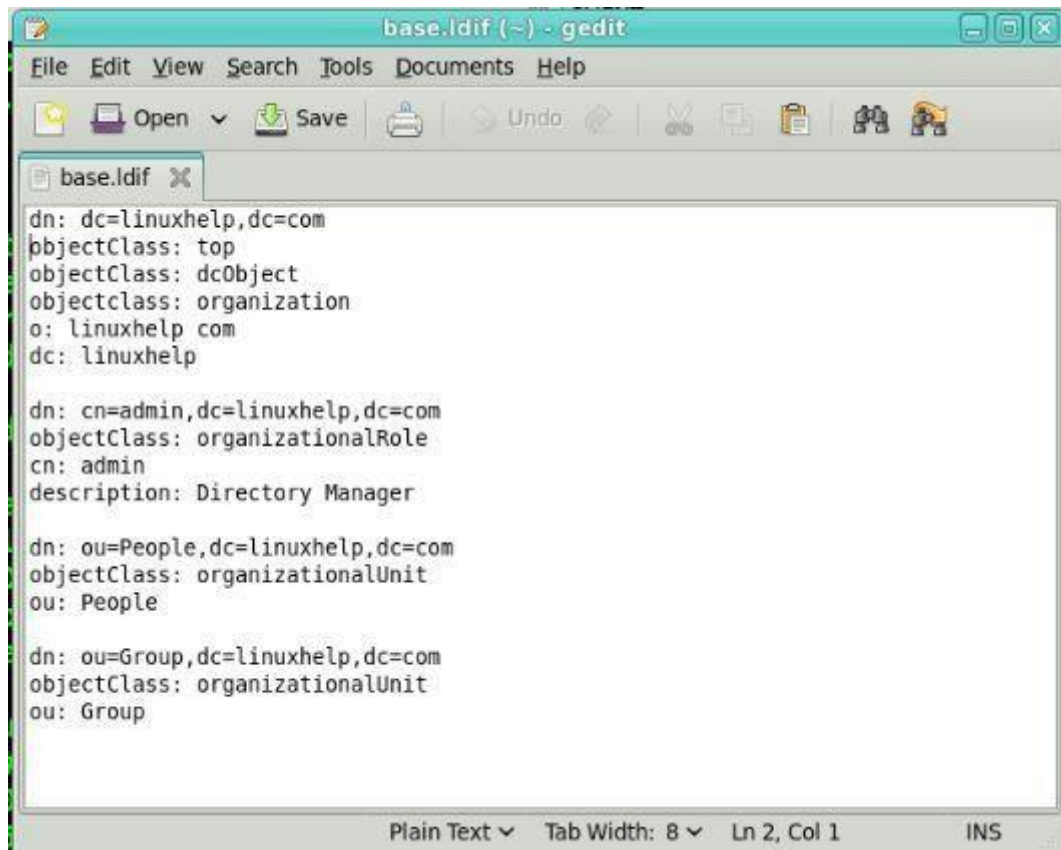 base.ldif (~) - gedit
File Edit View Search Tools Documents Help
Open Save Undo
base.ldif
dn: dc=linuxhelp,dc=com
objectClass: top
objectClass: dcObject
objectclass: organization
o: linuxhelp com
dc: linuxhelp
dn: cn=admin,dc=linuxhelp,dc=com
objectClass: organizationalRole
cn: admin
description: Directory Manager
dn: ou=People,dc=linuxhelp,dc=com
objectClass: organizationalUnit
ou: People
dn: ou=Group,dc=linuxhelp,dc=com
objectClass: organizationalUnit
ou: Group
Plain Text Tab Width: 8 Ln 2, Col 1 INS